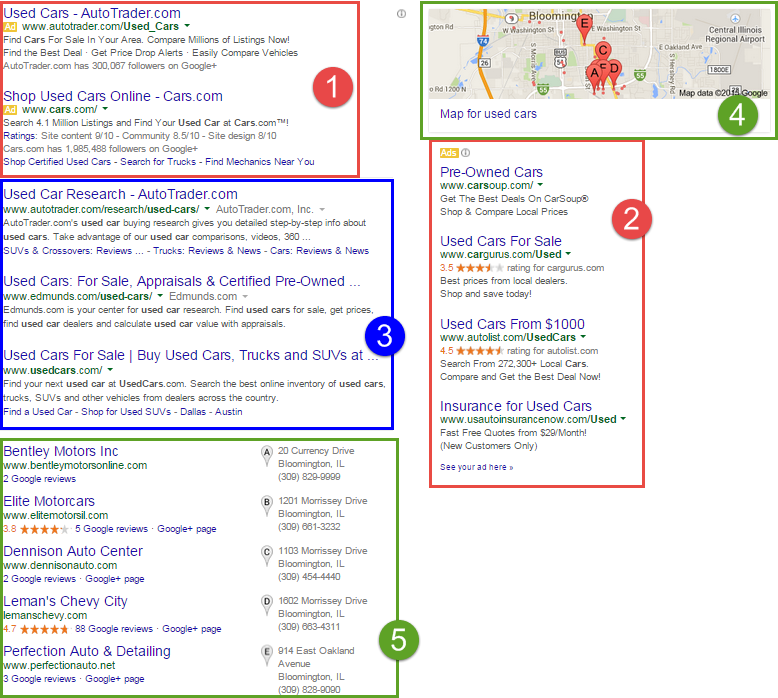 Used Cars - AutoTrader.com
Ad www.autotrader.com/Used_Cars
Find Cars For Sale In Your Area. Compare Millions of Listings Now!
Find the Best Deal · Get Price Drop Alerts · Easily Compare Vehicles
AutoTrader.com has 300,067 followers on Google+
Shop Used Cars Online - Cars.com
Ad www.cars.com/
Search 4.1 Million Listings and Find Your Used Car at Cars.com™!
Ratings: Site content 9/10 - Community 8.5/10 - Site design 8/10
Cars.com has 1,985,488 followers on Google+
Shop Certified Used Cars - Search for Trucks - Find Mechanics Near You
1
Used Car Research - AutoTrader.com
www.autotrader.com/research/used-cars/ AutoTrader.com, Inc.
AutoTrader.com's used car buying research gives you detailed step-by-step info about
used cars. Take advantage of our used car comparisons, videos, 360 ...
SUVs & Crossovers: Reviews ... - Trucks: Reviews & News - Cars: Reviews & News
Used Cars: For Sale, Appraisals & Certified Pre-Owned ...
www.edmunds.com/used-cars/ Edmunds.com
Edmunds.com is your center for used car research. Find used cars for sale, get prices,
find used car dealers and calculate used car value with appraisals.
3
Used Cars For Sale | Buy Used Cars, Trucks and SUVs at ...
www.usedcars.com/
Find your next used car at UsedCars.com. Search the best online inventory of used cars,
trucks, SUVs and other vehicles from dealers across the country.
Find a Used Car - Shop for Used SUVs - Dallas - Austin
Bentley Motors Inc
www.bentleymotorsonline.com
2 Google reviews
A
20 Currency Drive
Bloomington, IL
(309) 829-9999
Elite Motorcars
www.elitemotorsil.com
3.8 5 Google reviews · Google+ page
B
1201 Morrissey Drive
Bloomington, IL
(309) 661-3232
Dennison Auto Center
www.dennisonauto.com
2 Google reviews · Google+ page
C
1103 Morrissey Drive
Bloomington, IL
(309) 454-4440
Leman's Chevy City
lemanschevy.com
4.7 88 Google reviews · Google+ page
D
1602 Morrissey Drive
Bloomington, IL
(309) 663-4311
5
Perfection Auto & Detailing
www.perfectionauto.net
3 Google reviews · Google+ page
E
914 East Oakland
Avenue
Bloomington, IL
(309) 828-9090
Bloomington
W Washington St
E Washington St
Central Illinois
Regional Airport
E Oakland Ave
S Hershey Rd
74
9
BUS
51
26
55
55
1800E
28
Rd 1200 N
E
C
A
F
D
Map data ©2015 Google
Map for used cars
4
Ads
Pre-Owned Cars
www.carsoup.com/
Get The Best Deals On CarSoup®
Shop & Compare Local Prices
2
Used Cars For Sale
www.cargurus.com/Used
3.5 rating for cargurus.com
Best prices from local dealers.
Shop and save today!
Used Cars From $1000
www.autolist.com/UsedCars
4.5 rating for autolist.com
Search From 272,300+ Local Cars.
Compare and Get the Best Deal Now!
Insurance for Used Cars
www.usautoinsurancenow.com/Used
Fast Free Quotes from $29/Month!
(New Customers Only)
See your ad here »